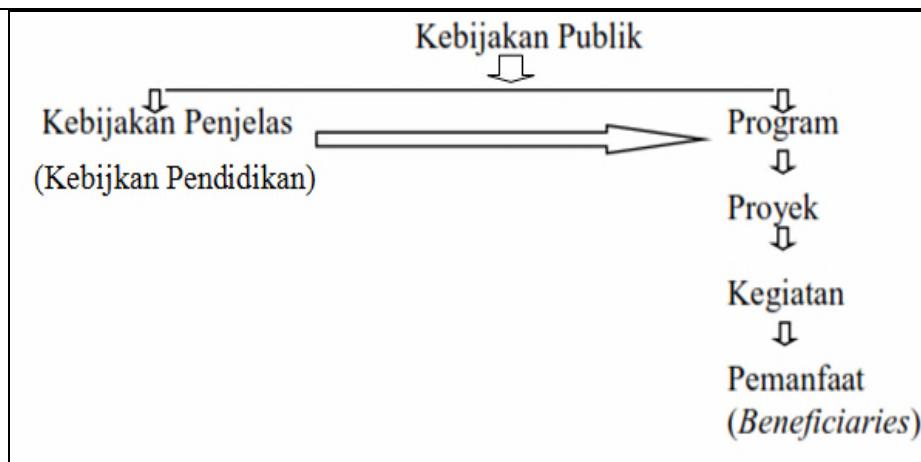 Kebijakan Publik
Kebijakan Penjelas
(Kebijkan Pendidikan)
Program
Proyek
Kegiatan
Pemanfaat
(Beneficiaries)